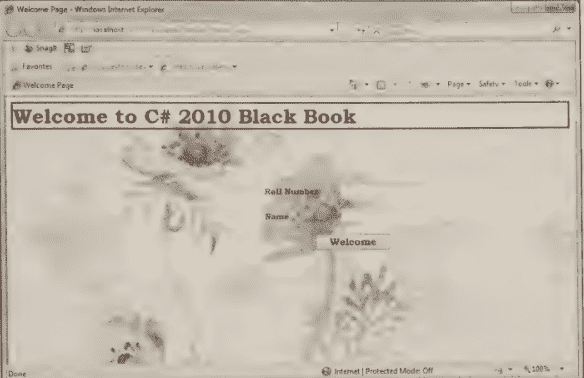 Welcome Page - Windows Internet Explorer
localhost
SnagIt
Favorites
Welcome Page
Page Safety Tools
Welcome to C# 2010 Black Book
Roll Number
Name
Welcome
Done
Internet | Protected Mode: Off
100%